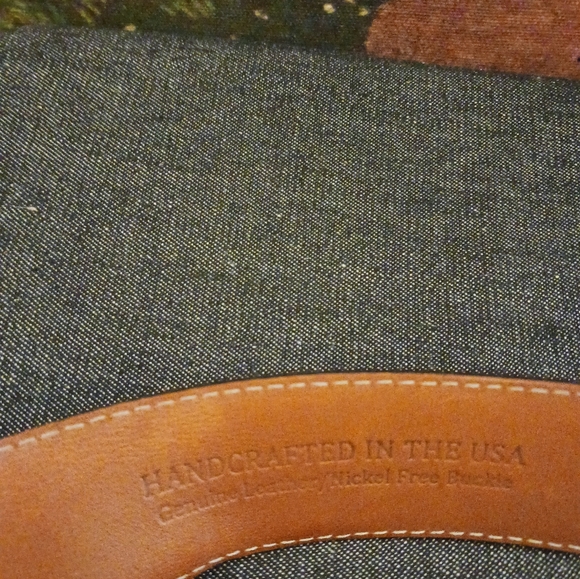 HANDCRAFTED IN THE USA
Genuine Leather/Nickel Free Buckle